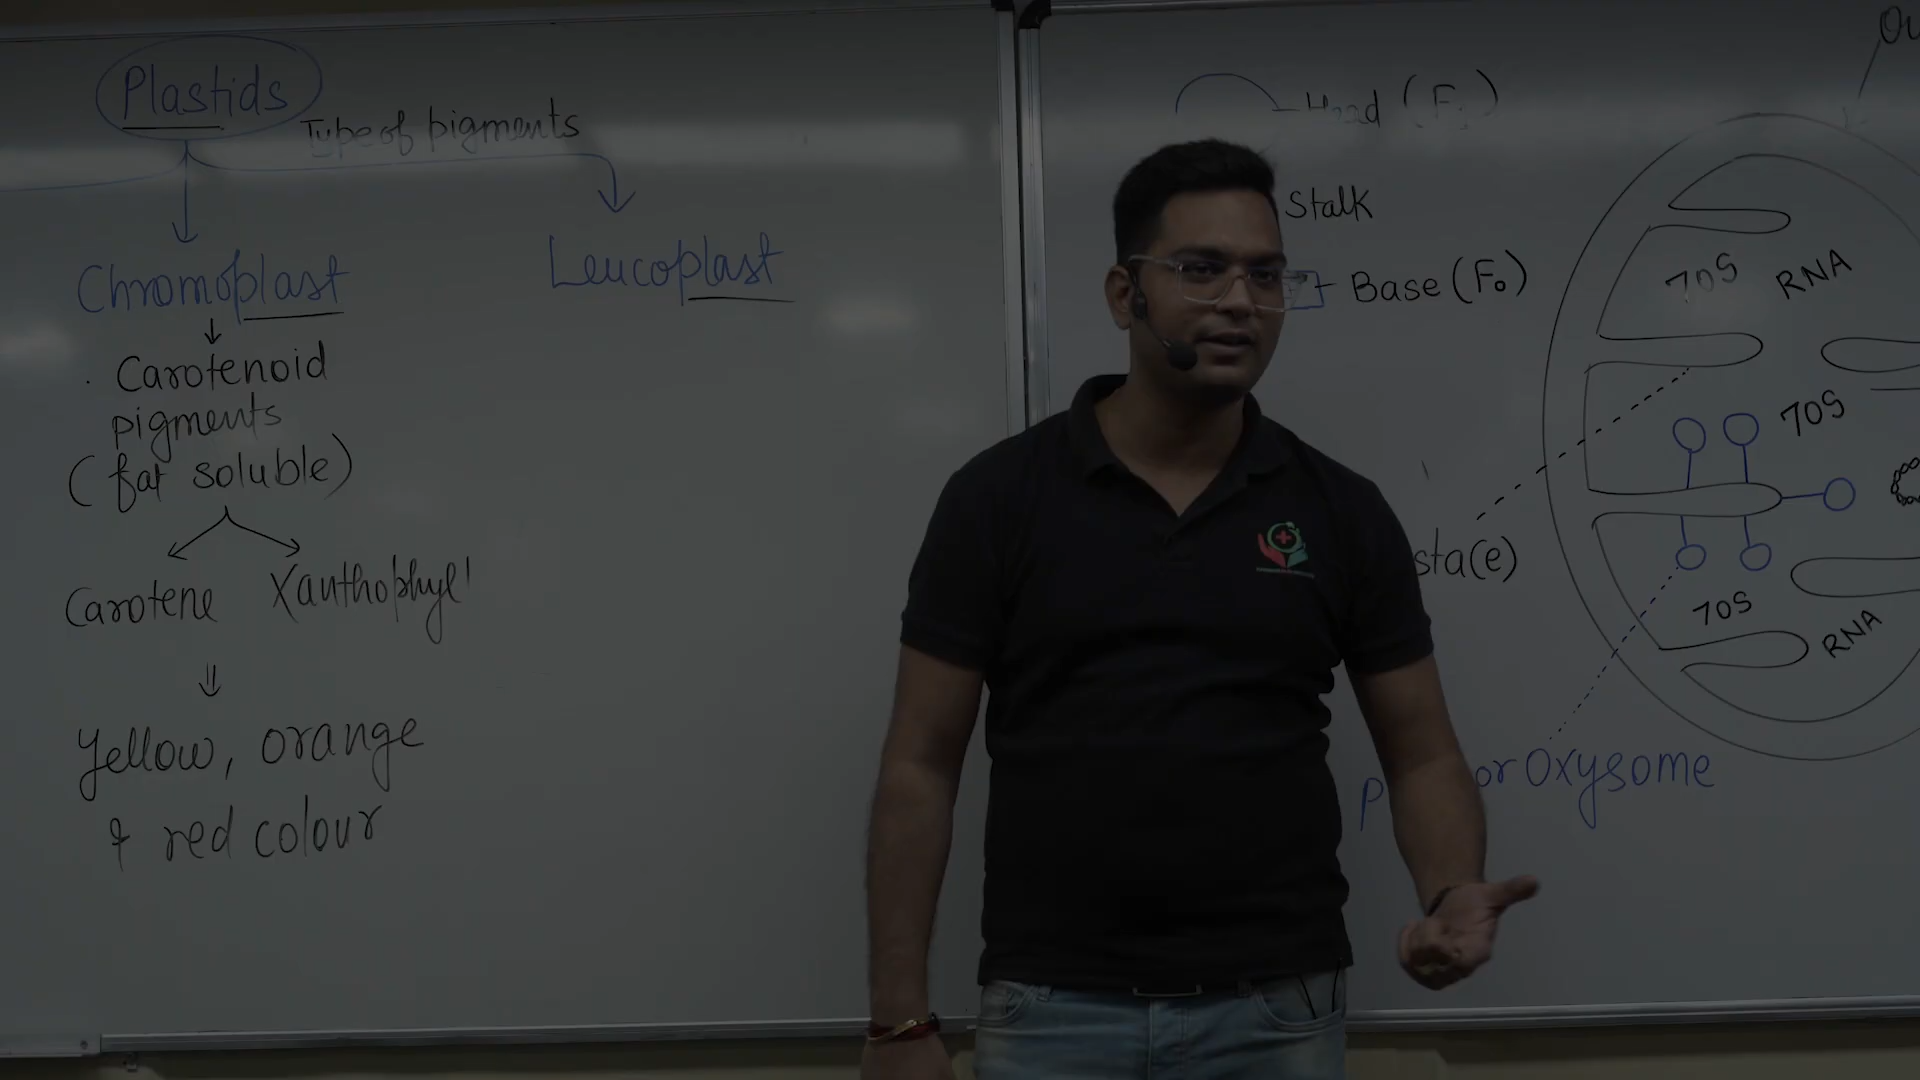 Plastids
Type of pigments
Chromoplast
Leucoplast
Carotenoid
pigments
(fat soluble)
Carotene Xanthophyll
Yellow, orange
& red colour
Head (F₁)
Stalk
Base (F₀)
70S RNA
70S
sta(e)
70S RNA
or Oxysome